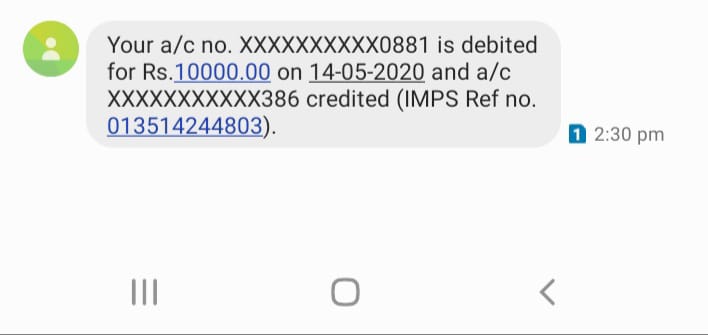 Your a/c no. XXXXXXXXXX0881 is debited
for Rs.10000.00 on 14-05-2020 and a/c
XXXXXXXXXXX386 credited (IMPS Ref no.
013514244803).
1 2:30 pm